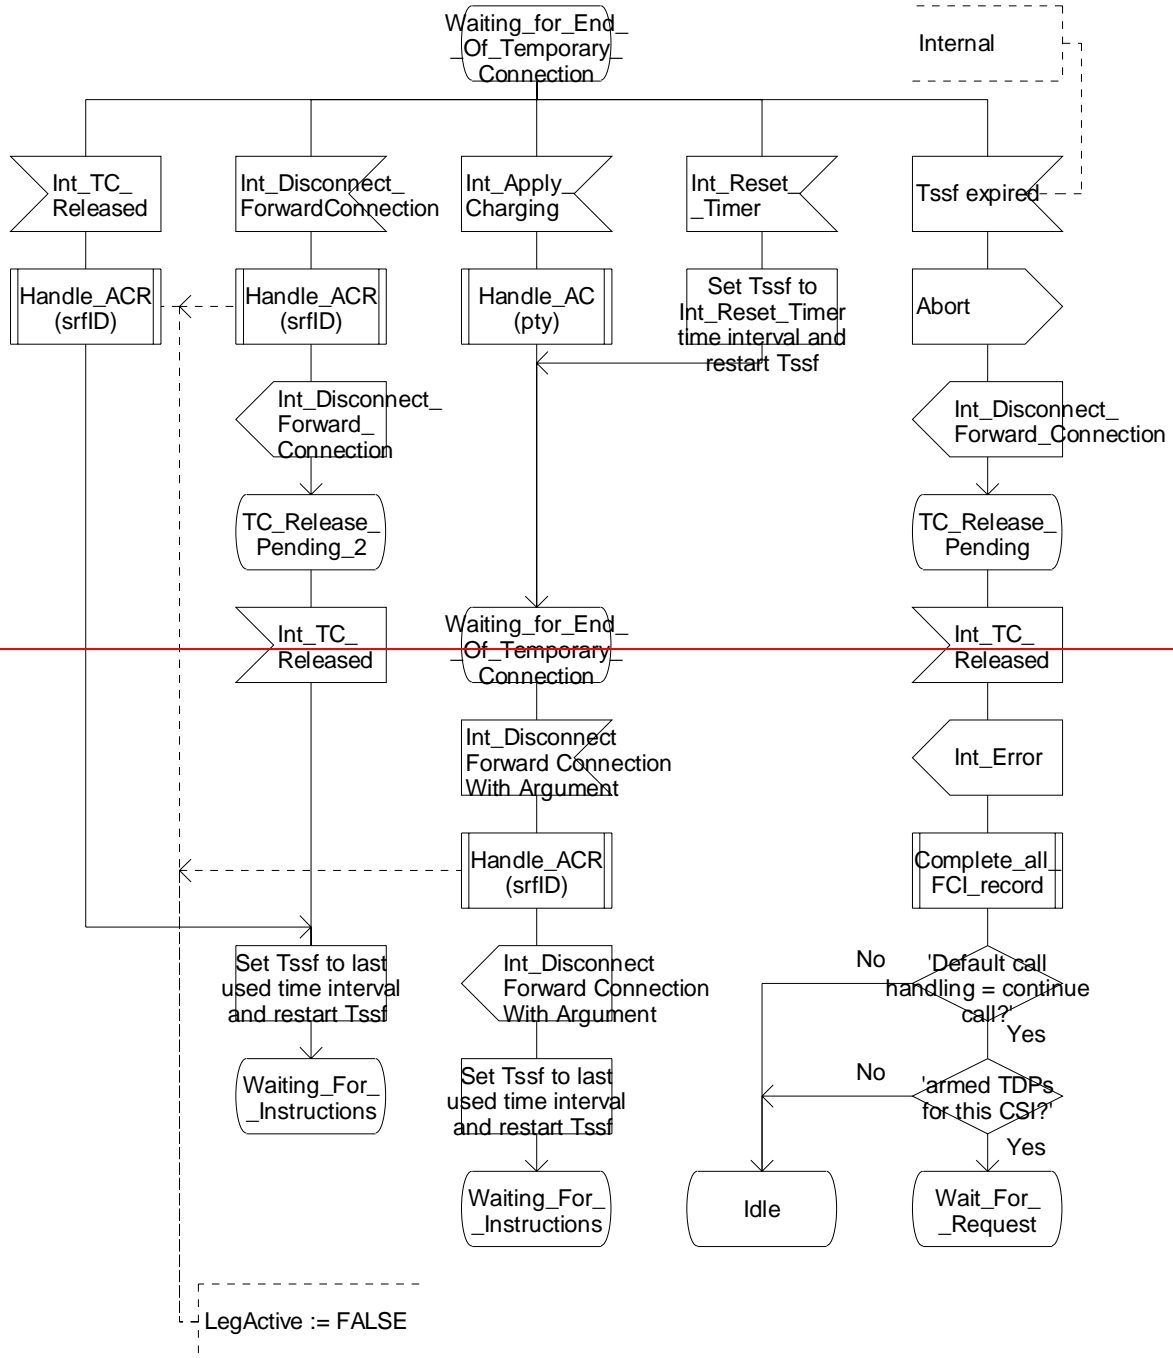 Waiting_for_End_
_Of_Temporary_
Connection
Internal
Int_TC_
Released
Int_Disconnect_
ForwardConnection
Int_Apply_
Charging
Int_Reset_
_Timer
Tssf expired
Handle_ACR
(srfID)
Handle_ACR
(srfID)
Handle_AC
(pty)
Set Tssf to
Int_Reset_Timer
time interval and
restart Tssf
Abort
Int_Disconnect_
Forward_
Connection
Int_Disconnect_
Forward_Connection
TC_Release_
Pending_2
TC_Release_
Pending
Int_TC_
Released
Waiting_for_End_
_Of_Temporary_
Connection
Int_TC_
Released
Int_Disconnect
Forward Connection
With Argument
Int_Error
Handle_ACR
(srfID)
Complete_all_
FCI_record
Set Tssf to last
used time interval
and restart Tssf
Int_Disconnect
Forward Connection
With Argument
No
'Default call
handling = continue
call?'
Yes
Waiting_For_
_Instructions
Set Tssf to last
used time interval
and restart Tssf
No
'armed TDPs
for this CSI?'
Yes
Waiting_For_
_Instructions
Idle
Wait_For_
_Request
LegActive := FALSE